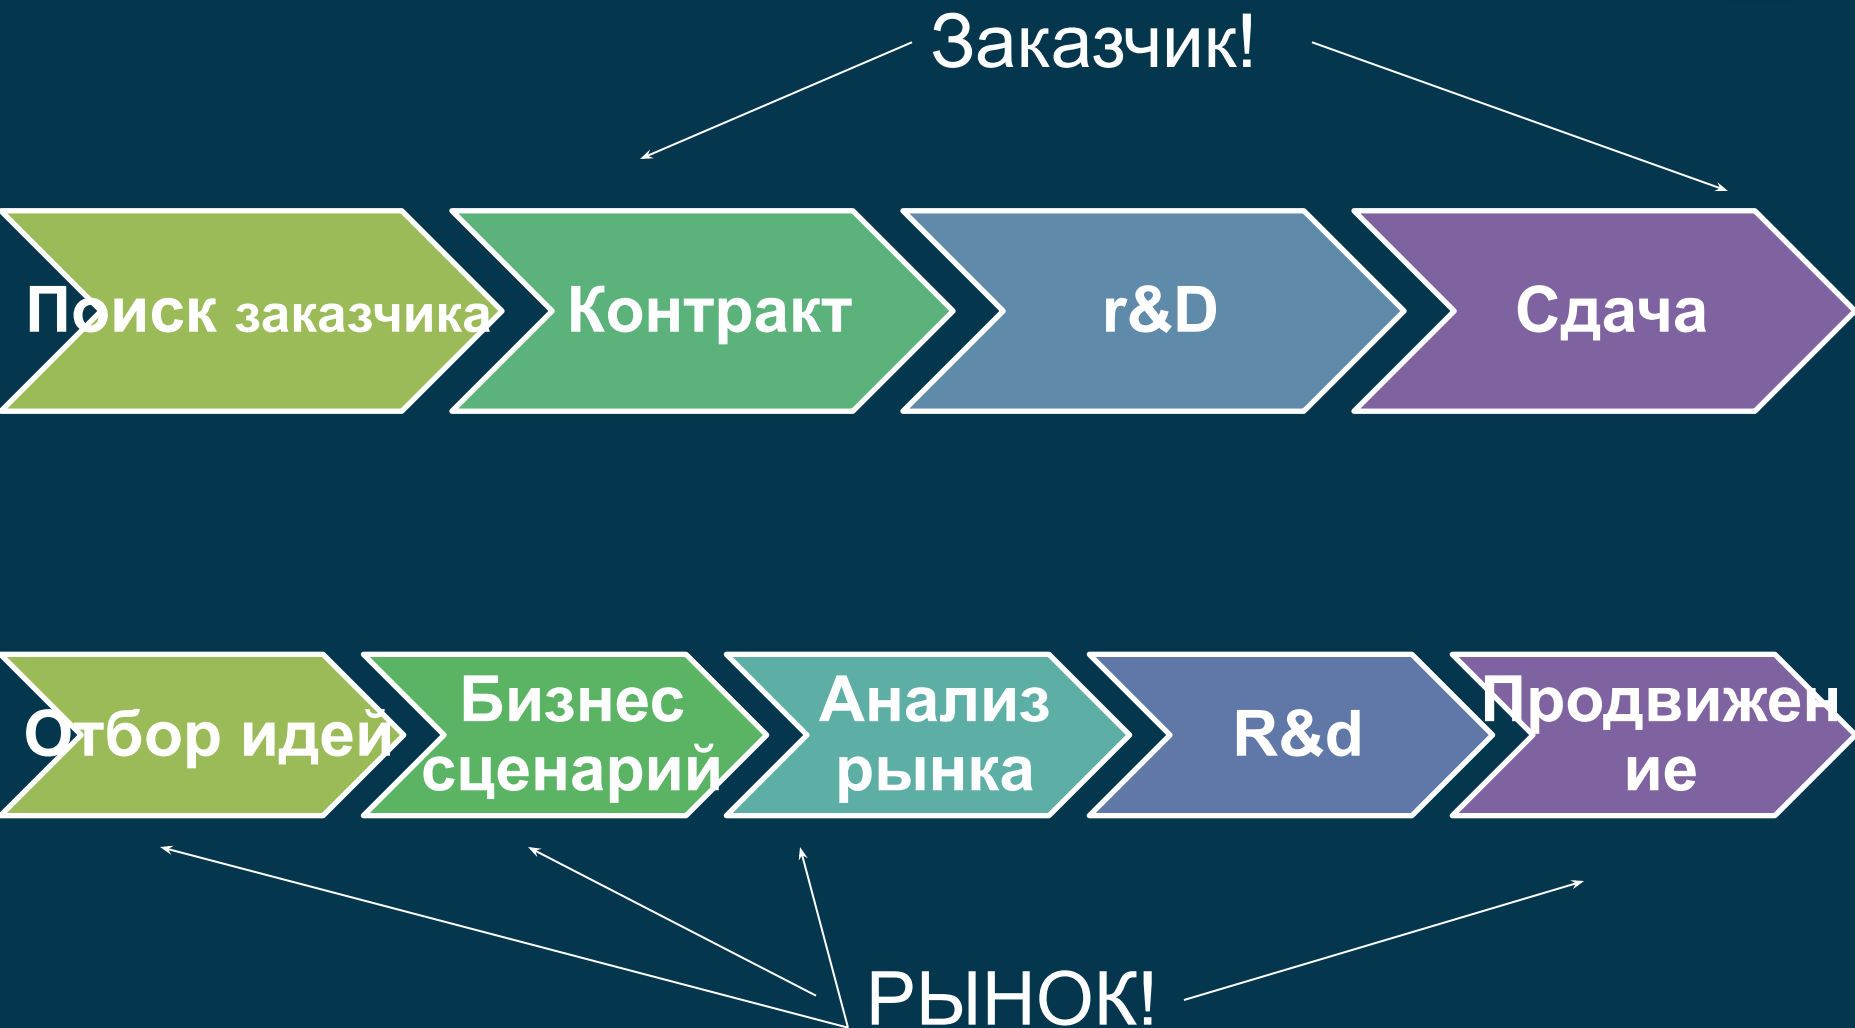 Заказчик!
Поиск заказчика
Контракт
r&D
Сдача
Отбор идей
Бизнес
сценарий
Анализ
рынка
R&d
Продвижен
ие
РЫНОК!